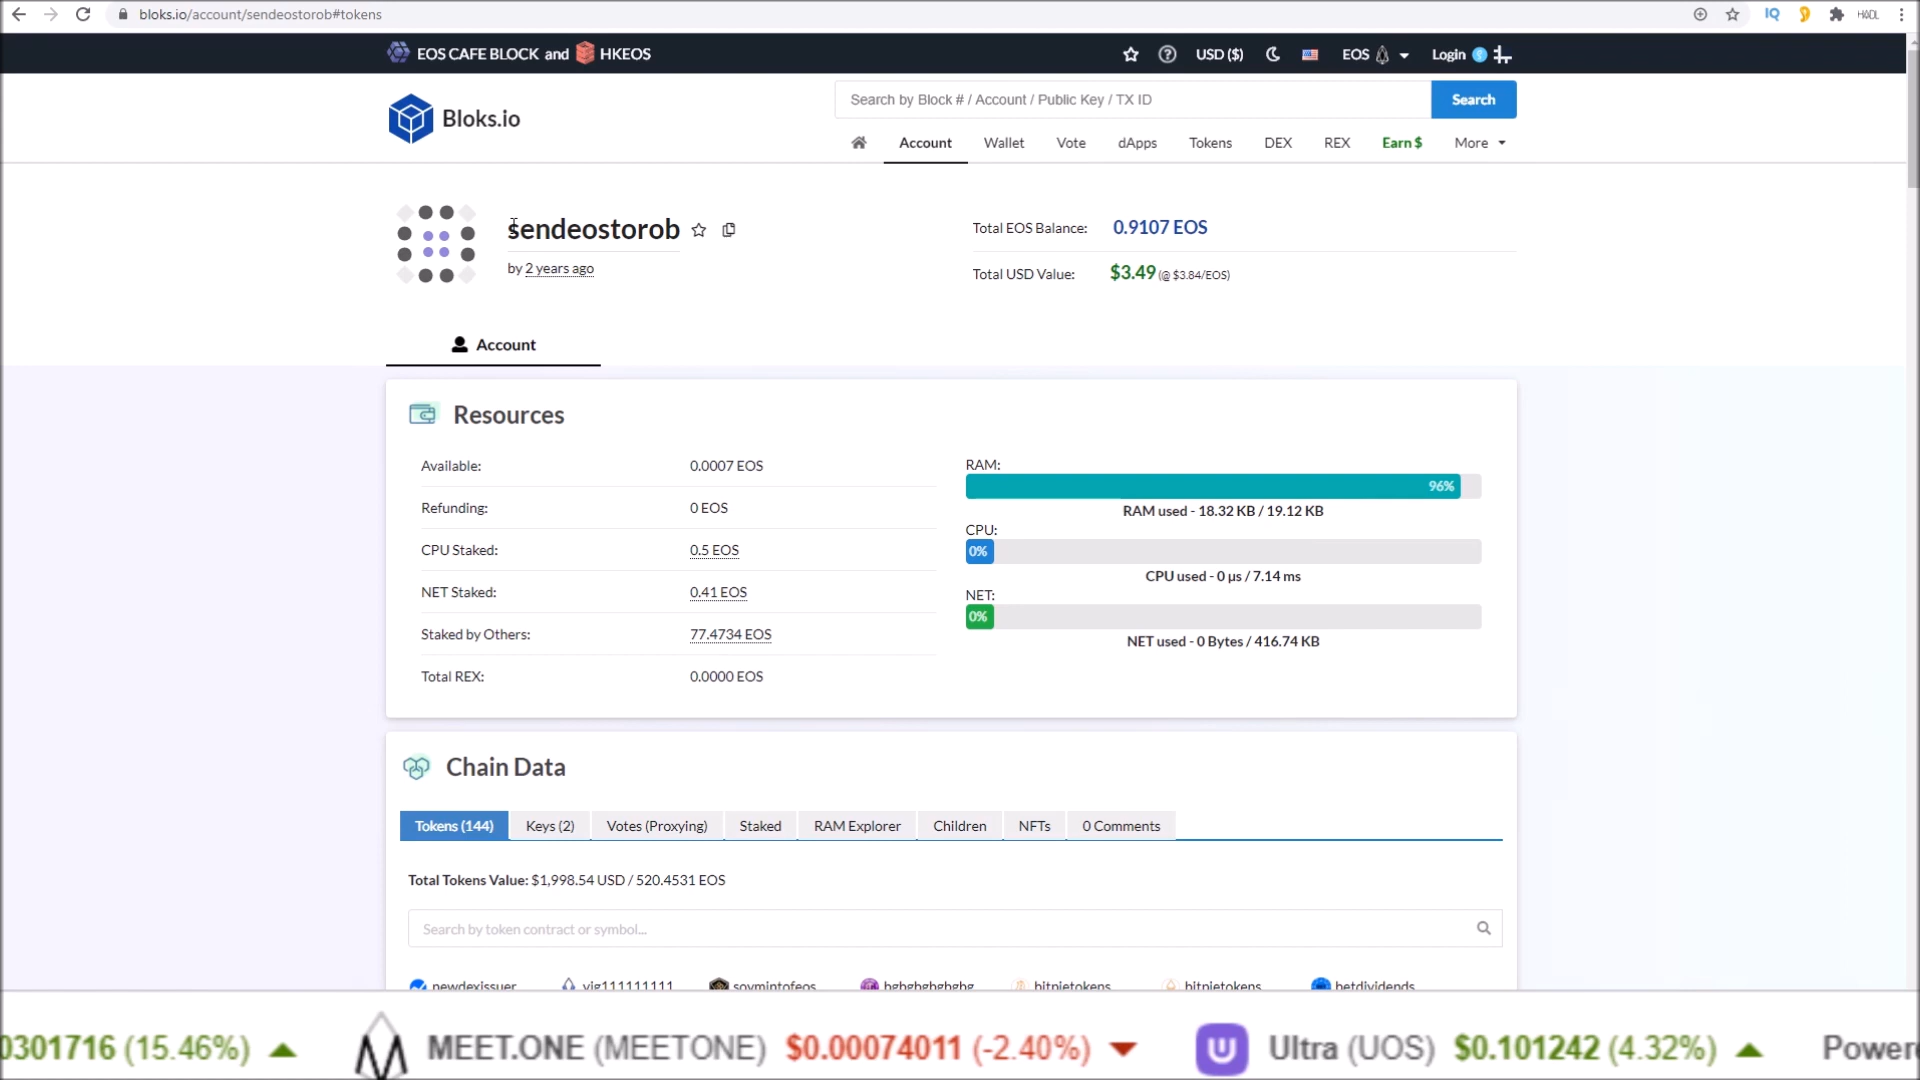 bloks.io/account/sendeostorob#tokens
EOS CAFE BLOCK and HKEOS
USD ($)
EOS
Login
Bloks.io
Search by Block # / Account / Public Key / TX ID
Search
Account
Wallet
Vote
dApps
Tokens
DEX
REX
Earn $
More
sendeostorob
by 2 years ago
Total EOS Balance: 0.9107 EOS
Total USD Value: $3.49 (@ $3.84/EOS)
Account
Resources
Available: 0.0007 EOS
Refunding: 0 EOS
CPU Staked: 0.5 EOS
NET Staked: 0.41 EOS
Staked by Others: 77.4734 EOS
Total REX: 0.0000 EOS
RAM:
96%
RAM used - 18.32 KB / 19.12 KB
CPU:
0%
CPU used - 0 µs / 7.14 ms
NET:
0%
NET used - 0 Bytes / 416.74 KB
Chain Data
Tokens (144)
Keys (2)
Votes (Proxying)
Staked
RAM Explorer
Children
NFTs
0 Comments
Total Tokens Value: $1,998.54 USD / 520.4531 EOS
Search by token contract or symbol...
newdexissuer
vig111111111
soymintofeos
bgbgbgbgbgbg
bitpietokens
bitpietokens
betdividends
0301716 (15.46%)
MEET.ONE (MEETONE) $0.00074011 (-2.40%)
Ultra (UOS) $0.101242 (4.32%)
Power